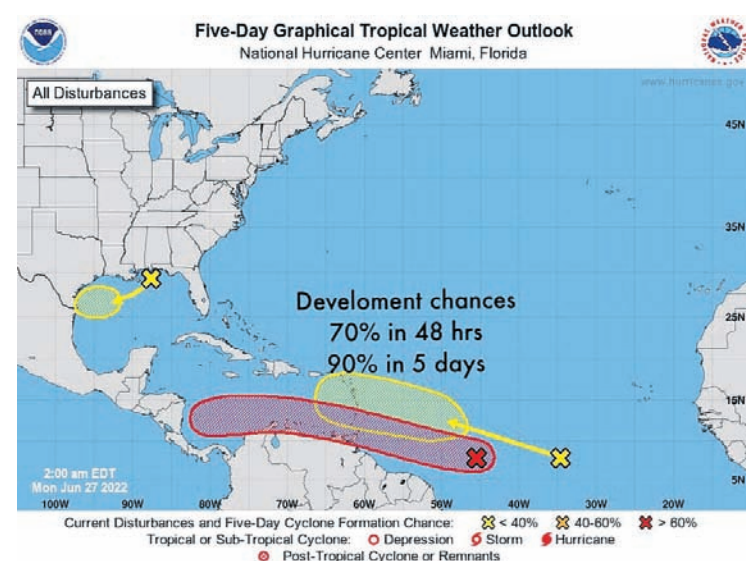 Five-Day Graphical Tropical Weather Outlook
National Hurricane Center Miami, Florida
All Disturbances
www.hurricanes.gov
45N
35N
Develoment chances
70% in 48 hrs
25N
90% in 5 days
15N
2:00 am EDT
Mon Jun 27 2022
5N
100W 90W 80W 70W 60W 50W 40W 30W 20W
Current Disturbances and Five-Day Cyclone Formation Chance: < 40% 40-60% > 60%
Tropical or Sub-Tropical Cyclone: Depression Storm Hurricane
Post-Tropical Cyclone or Remnants